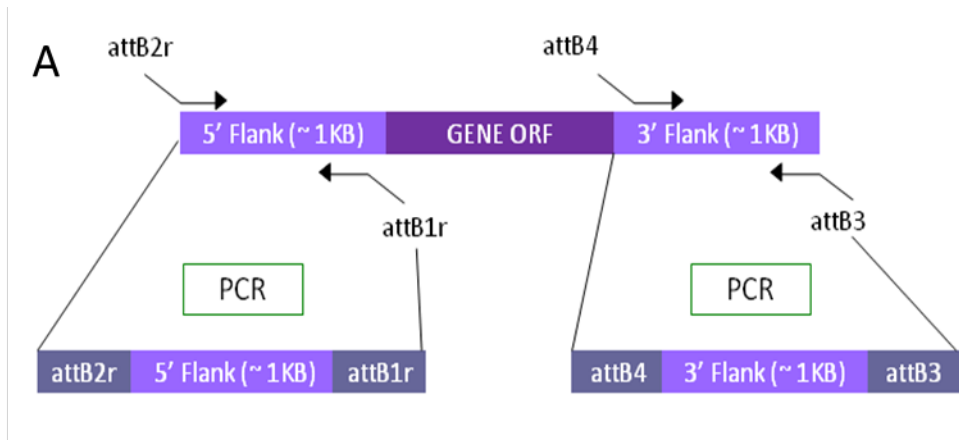 A
attB2r
attB4
5' Flank (~ 1KB)
GENE ORF
3' Flank (~ 1KB)
attB1r
attB3
PCR
PCR
attB2r
5' Flank (~ 1KB)
attB1r
attB4
3' Flank (~ 1KB)
attB3